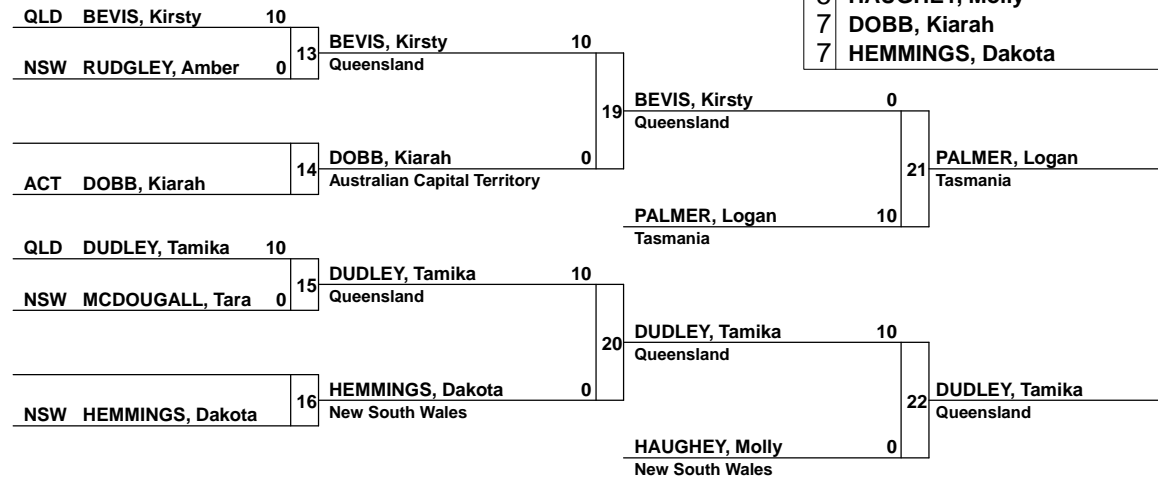 HAUGHEY, Molly
7 DOBB, Kiarah
7 HEMMINGS, Dakota
QLD BEVIS, Kirsty 10
NSW RUDGLEY, Amber 0
13
BEVIS, Kirsty 10
Queensland
ACT DOBB, Kiarah
14
DOBB, Kiarah 0
Australian Capital Territory
19
BEVIS, Kirsty 0
Queensland
PALMER, Logan 10
Tasmania
21
PALMER, Logan
Tasmania
QLD DUDLEY, Tamika 10
NSW MCDOUGALL, Tara 0
15
DUDLEY, Tamika 10
Queensland
NSW HEMMINGS, Dakota
16
HEMMINGS, Dakota 0
New South Wales
20
DUDLEY, Tamika 10
Queensland
HAUGHEY, Molly 0
New South Wales
22
DUDLEY, Tamika
Queensland